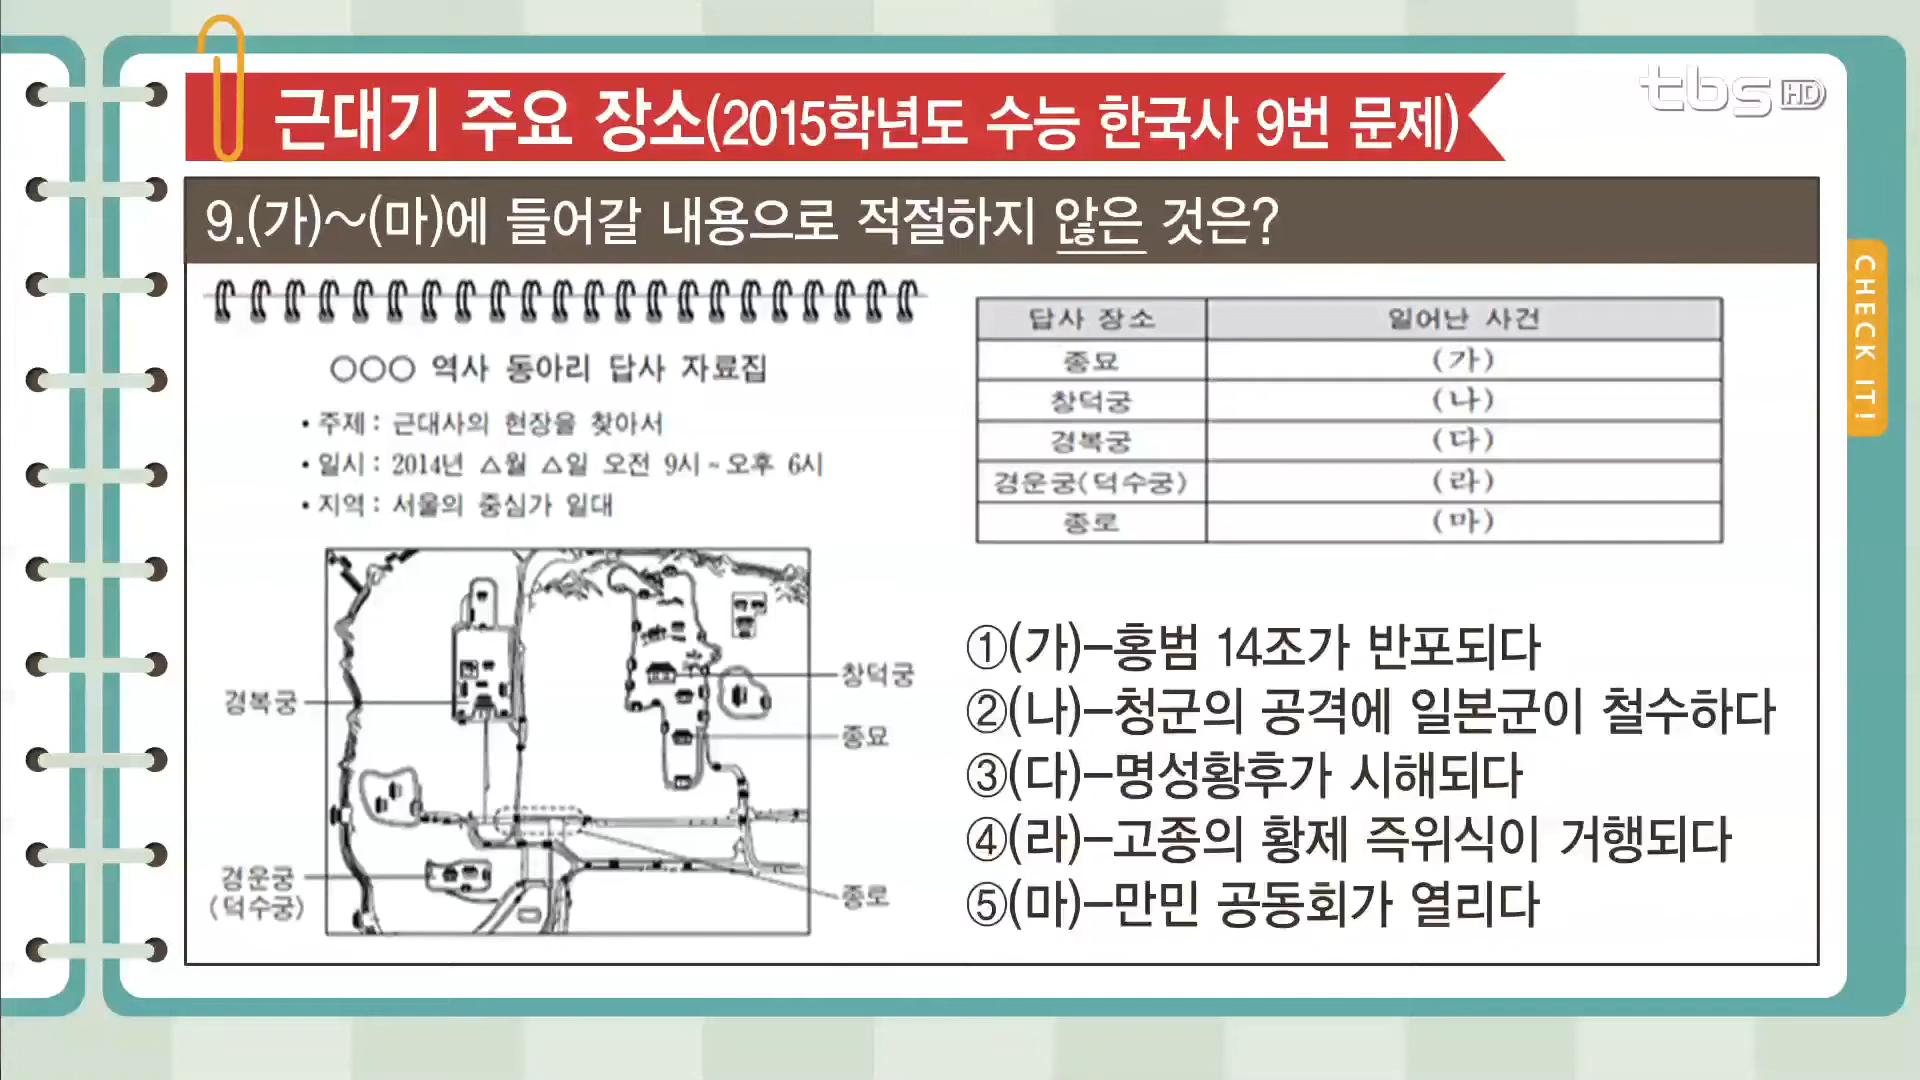 근대기 주요 장소(2015학년도 수능 한국사 9번 문제)
tbs HD
9.(가)~(마)에 들어갈 내용으로 적절하지 않은 것은?
CHECK IT!
○○○ 역사 동아리 답사 자료집
• 주제 : 근대사의 현장을 찾아서
• 일시 : 2014년 △월 △일 오전 9시 ~ 오후 6시
• 지역 : 서울의 중심가 일대
경복궁
창덕궁
종묘
경운궁
(덕수궁)
종로
답사 장소 일어난 사건
종묘 (가)
창덕궁 (나)
경복궁 (다)
경운궁(덕수궁) (라)
종로 (마)
①(가)–홍범 14조가 반포되다
②(나)–청군의 공격에 일본군이 철수하다
③(다)–명성황후가 시해되다
④(라)–고종의 황제 즉위식이 거행되다
⑤(마)–만민 공동회가 열리다